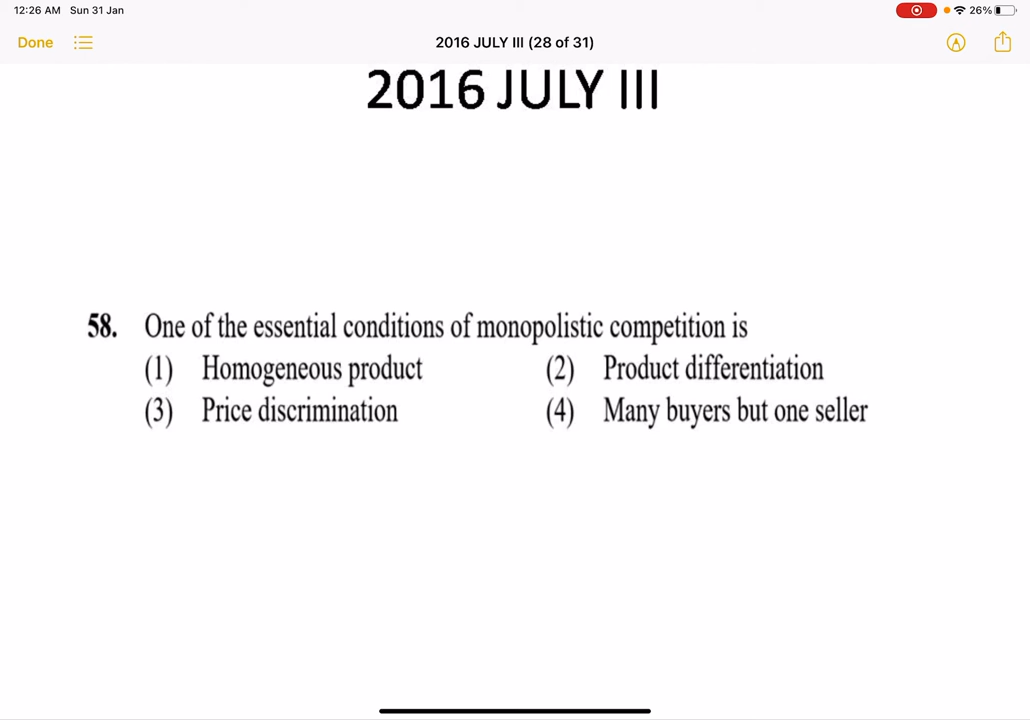 12:26 AM Sun 31 Jan 26%
Done 2016 JULY III (28 of 31)
2016 JULY III
58. One of the essential conditions of monopolistic competition is
(1) Homogeneous product (2) Product differentiation
(3) Price discrimination (4) Many buyers but one seller